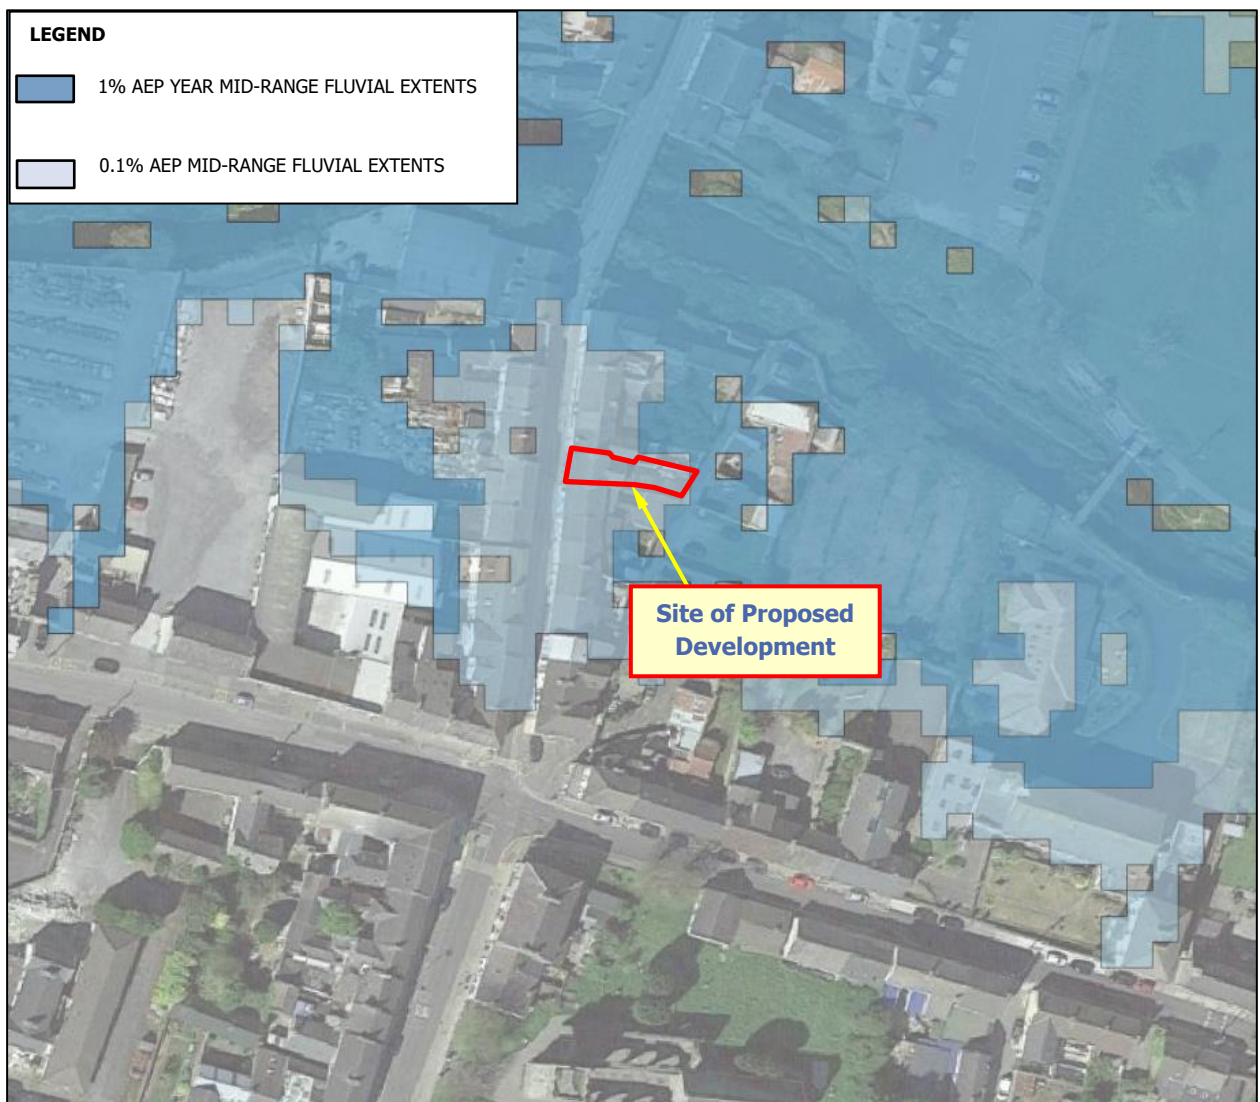 LEGEND
1% AEP YEAR MID-RANGE FLUVIAL EXTENTS
0.1% AEP MID-RANGE FLUVIAL EXTENTS
Site of Proposed
Development